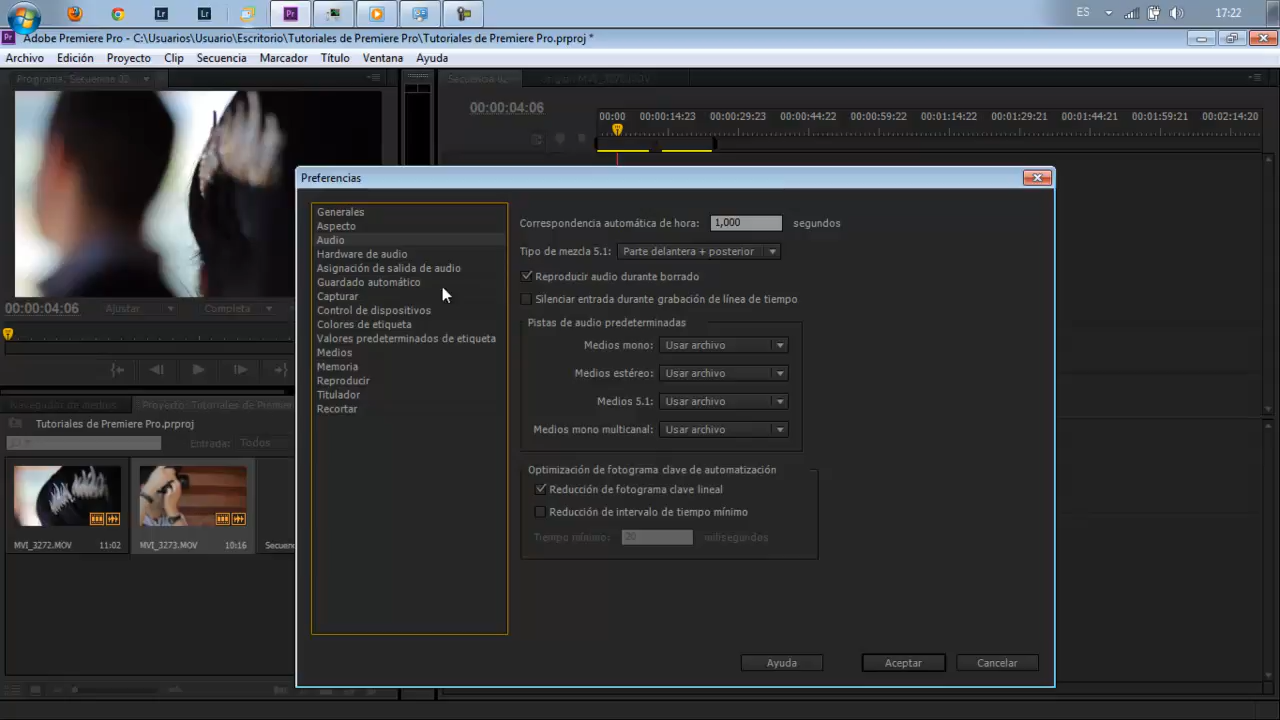 Lr
Lr
Pr
ES
17:22
Pr
Adobe Premiere Pro - C:\Usuarios\Usuario\Escritorio\Tutoriales de Premiere Pro\Tutoriales de Premiere Pro.prproj *
Archivo Edición Proyecto Clip Secuencia Marcador Título Ventana Ayuda
Programa: Secuencia 02
Secuencia 02
00:00:04:06
00:00 00:00:14:23 00:00:29:23 00:00:44:22 00:00:59:22 00:01:14:22 00:01:29:21 00:01:44:21 00:01:59:21 00:02:14:20
Preferencias
Generales
Aspecto
Audio
Hardware de audio
Asignación de salida de audio
Guardado automático
Capturar
Control de dispositivos
Colores de etiqueta
Valores predeterminados de etiqueta
Medios
Memoria
Reproducir
Titulador
Recortar
Correspondencia automática de hora: 1,000 segundos
Tipo de mezcla 5.1: Parte delantera + posterior
Reproducir audio durante borrado
Silenciar entrada durante grabación de línea de tiempo
Pistas de audio predeterminadas
Medios mono: Usar archivo
Medios estéreo: Usar archivo
Medios 5.1: Usar archivo
Medios mono multicanal: Usar archivo
Optimización de fotograma clave de automatización
Reducción de fotograma clave lineal
Reducción de intervalo de tiempo mínimo
Tiempo mínimo: 20 milisegundos
Ayuda Aceptar Cancelar
00:00:04:06 Ajustar Completa
Navegador de medios Proyecto: Tutoriales de Premiere
Tutoriales de Premiere Pro.prproj
Entrada: Todos
MVI_3272.MOV 11:02 MVI_3273.MOV 10:16 Secuenc